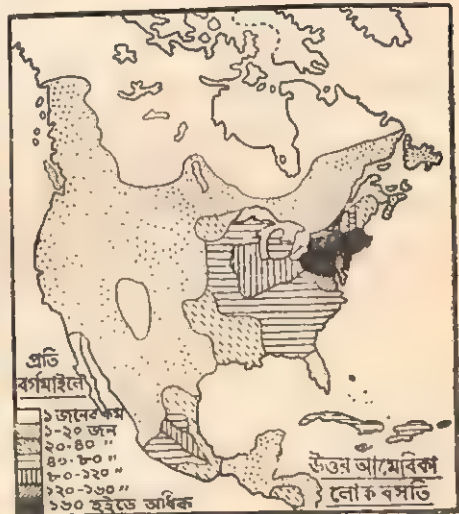 প্রতি
বর্গমাইলে
১ জনের কম
১-২০ জন
২০-৪০ "
৪০-৮০ "
৮০-১২০ "
১২০-১৬০ "
১৬০ হইতে অধিক
উত্তর আমেরিকা
লোক বসতি